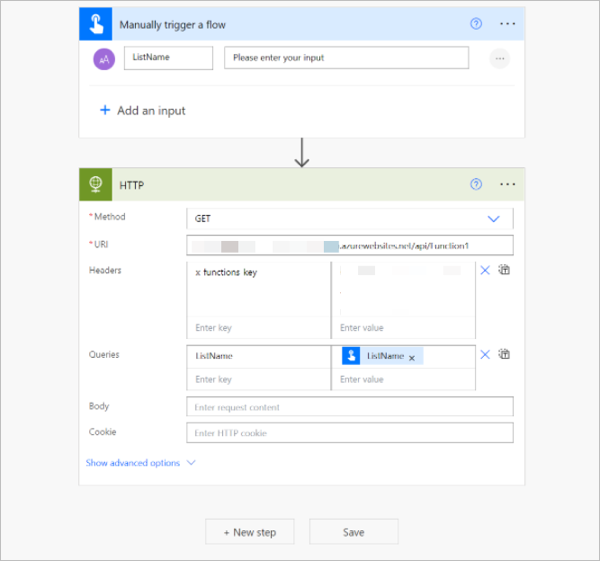 Manually trigger a flow
ListName Please enter your input
+ Add an input
HTTP
*Method GET
*URI .azurewebsites.net/api/Function1
Headers x functions key
Enter key Enter value
Queries ListName ListName ×
Enter key Enter value
Body Enter request content
Cookie Enter HTTP cookie
Show advanced options
+ New step Save